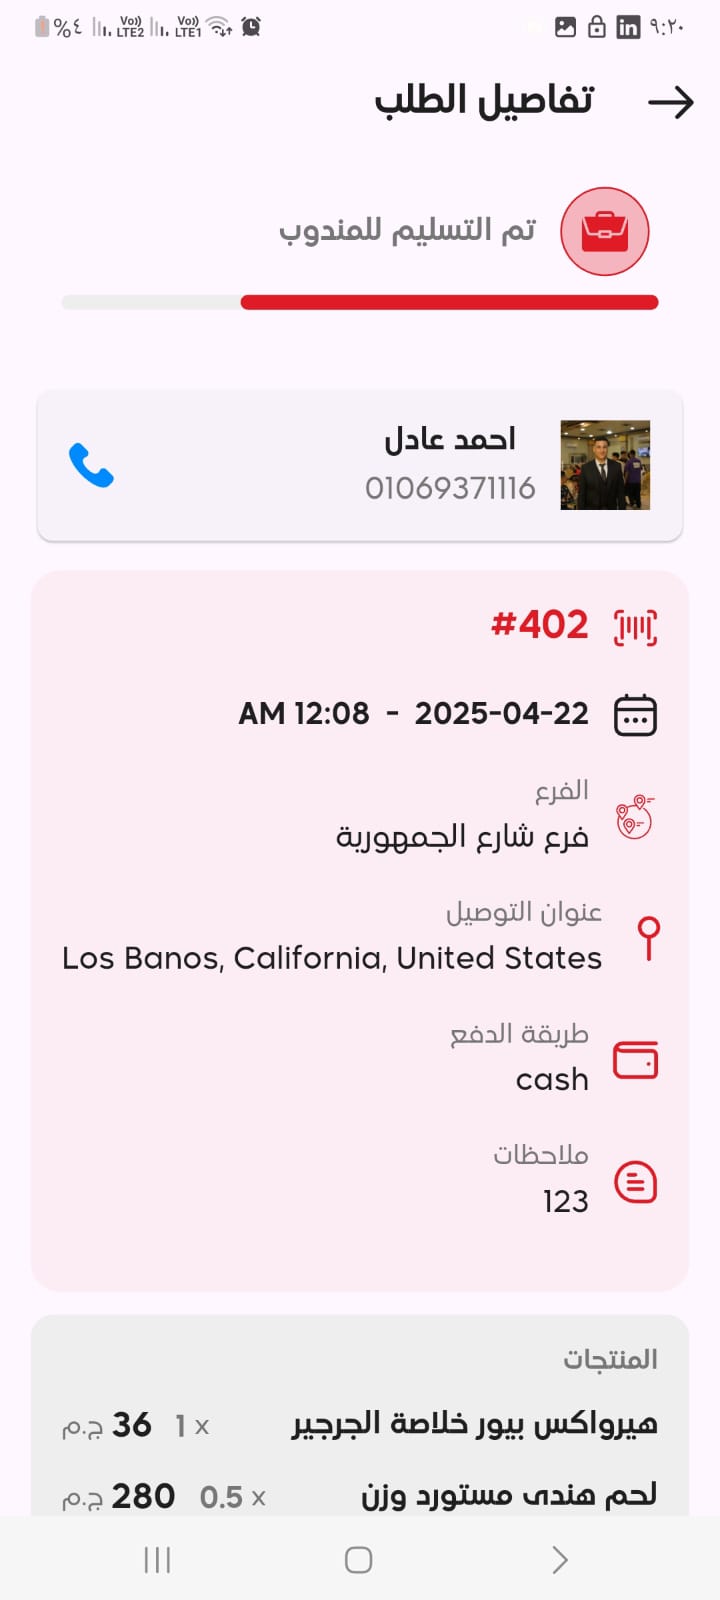 ٩:٢٠
٤%
Vo)) LTE2
Vo)) LTE1
in
تفاصيل الطلب
تم التسليم للمندوب
احمد عادل
01069371116
#402
2025-04-22 - 12:08 AM
الفرع
فرع شارع الجمهورية
عنوان التوصيل
Los Banos, California, United States
طريقة الدفع
cash
ملاحظات
123
المنتجات
هيرواكس بيور خلاصة الجرجير x 1 36 ج.م
لحم هندى مستورد وزن x 0.5 280 ج.م